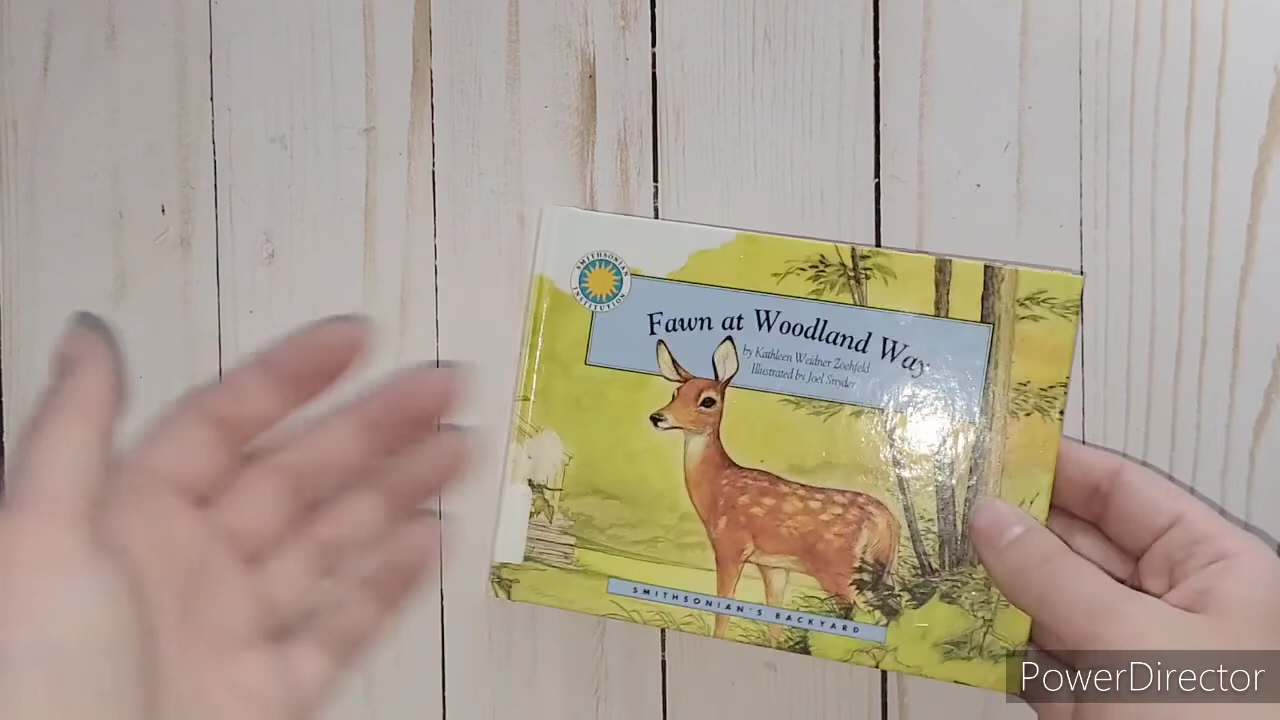 SMITHSONIAN
INSTITUTION
Fawn at Woodland Way
by Kathleen Weidner Zoehfeld
Illustrated by Joel Snyder
SMITHSONIAN'S BACKYARD
PowerDirector